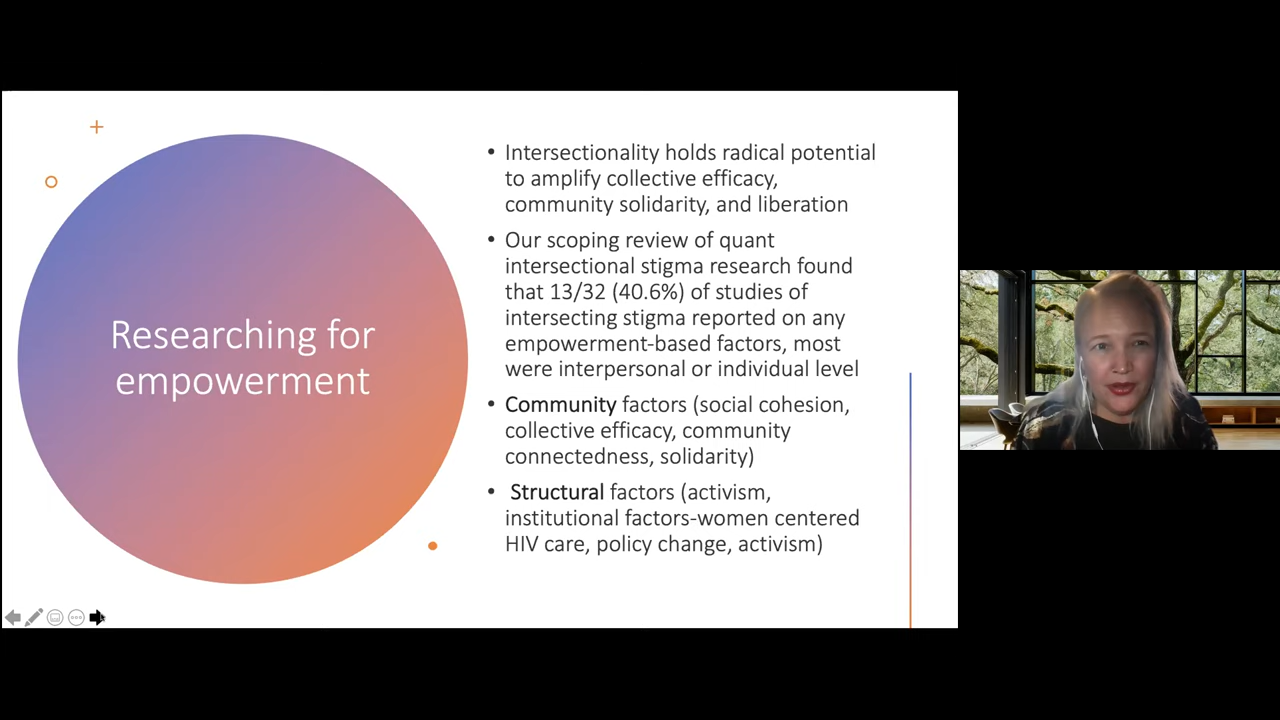 Researching for
empowerment
• Intersectionality holds radical potential
to amplify collective efficacy,
community solidarity, and liberation
• Our scoping review of quant
intersectional stigma research found
that 13/32 (40.6%) of studies of
intersecting stigma reported on any
empowerment-based factors, most
were interpersonal or individual level
• Community factors (social cohesion,
collective efficacy, community
connectedness, solidarity)
• Structural factors (activism,
institutional factors-women centered
HIV care, policy change, activism)